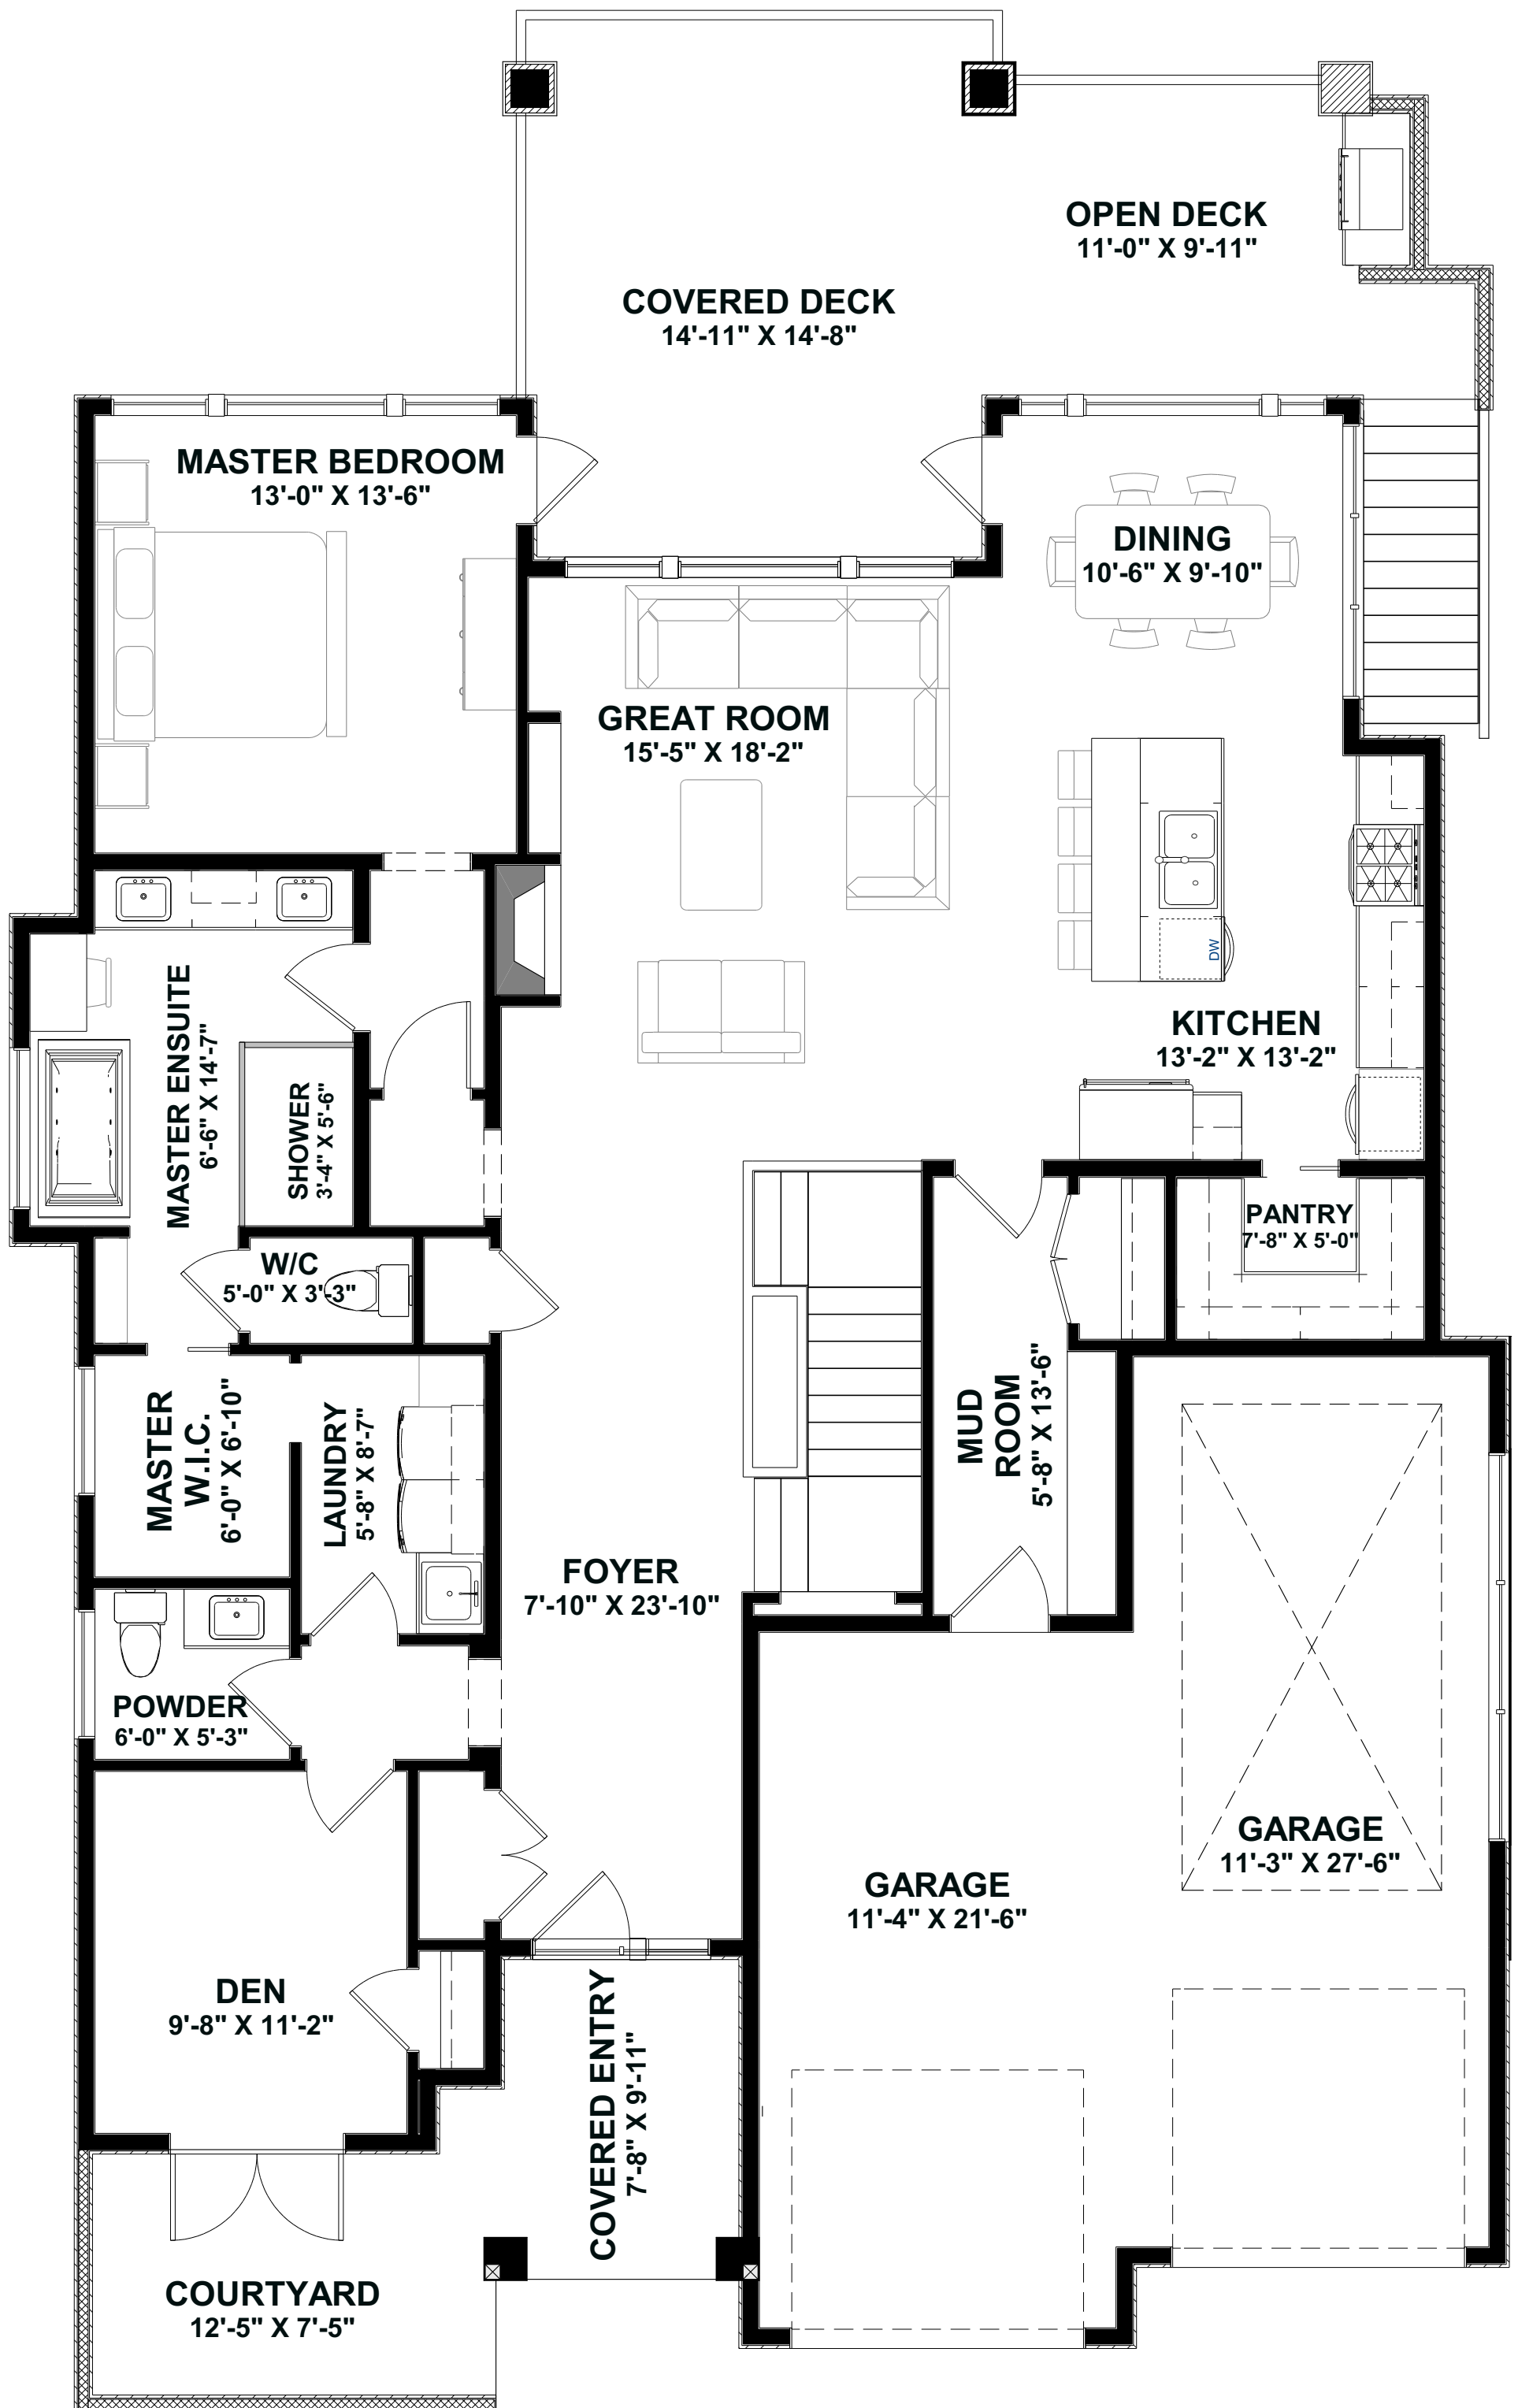 OPEN DECK
11'-0" X 9'-11"
COVERED DECK
14'-11" X 14'-8"
MASTER BEDROOM
13'-0" X 13'-6"
DINING
10'-6" X 9'-10"
GREAT ROOM
15'-5" X 18'-2"
DW
KITCHEN
13'-2" X 13'-2"
MASTER ENSUITE
6'-6" X 14'-7"
SHOWER
3'-4" X 5'-6"
PANTRY
7'-8" X 5'-0"
W/C
5'-0" X 3'-3"
MASTER
W.I.C.
6'-0" X 6'-10"
LAUNDRY
5'-8" X 8'-7"
MUD
ROOM
5'-8" X 13'-6"
FOYER
7'-10" X 23'-10"
POWDER
6'-0" X 5'-3"
GARAGE
11'-3" X 27'-6"
GARAGE
11'-4" X 21'-6"
DEN
9'-8" X 11'-2"
COVERED ENTRY
7'-8" X 9'-11"
COURTYARD
12'-5" X 7'-5"